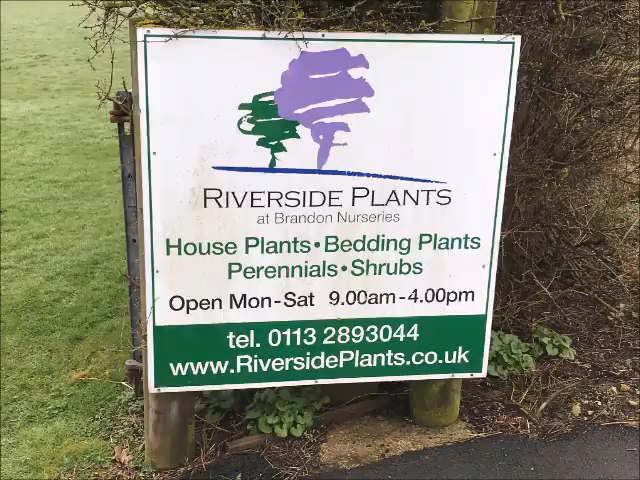 RIVERSIDE PLANTS
at Brandon Nurseries
House Plants • Bedding Plants
Perennials • Shrubs
Open Mon-Sat 9.00am-4.00pm
tel. 0113 2893044
www.RiversidePlants.co.uk